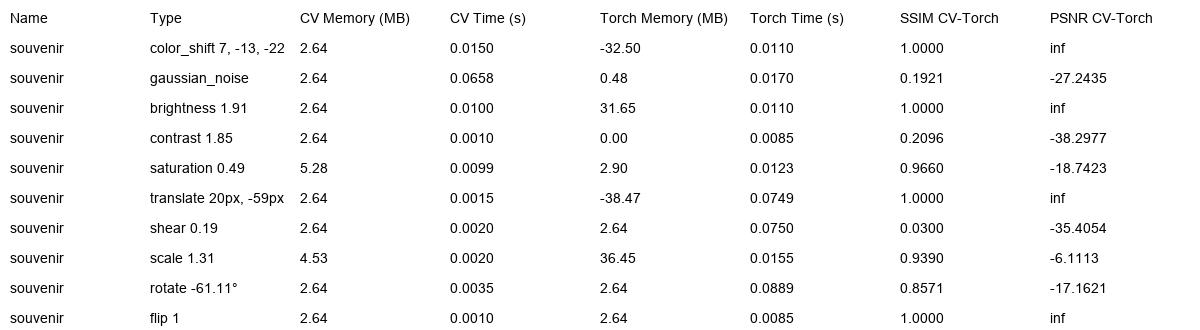 Name Type CV Memory (MB) CV Time (s) Torch Memory (MB) Torch Time (s) SSIM CV-Torch PSNR CV-Torch
souvenir color_shift 7, -13, -22 2.64 0.0150 -32.50 0.0110 1.0000 inf
souvenir gaussian_noise 2.64 0.0658 0.48 0.0170 0.1921 -27.2435
souvenir brightness 1.91 2.64 0.0100 31.65 0.0110 1.0000 inf
souvenir contrast 1.85 2.64 0.0010 0.00 0.0085 0.2096 -38.2977
souvenir saturation 0.49 5.28 0.0099 2.90 0.0123 0.9660 -18.7423
souvenir translate 20px, -59px 2.64 0.0015 -38.47 0.0749 1.0000 inf
souvenir shear 0.19 2.64 0.0020 2.64 0.0750 0.0300 -35.4054
souvenir scale 1.31 4.53 0.0020 36.45 0.0155 0.9390 -6.1113
souvenir rotate -61.11° 2.64 0.0035 2.64 0.0889 0.8571 -17.1621
souvenir flip 1 2.64 0.0010 2.64 0.0085 1.0000 inf